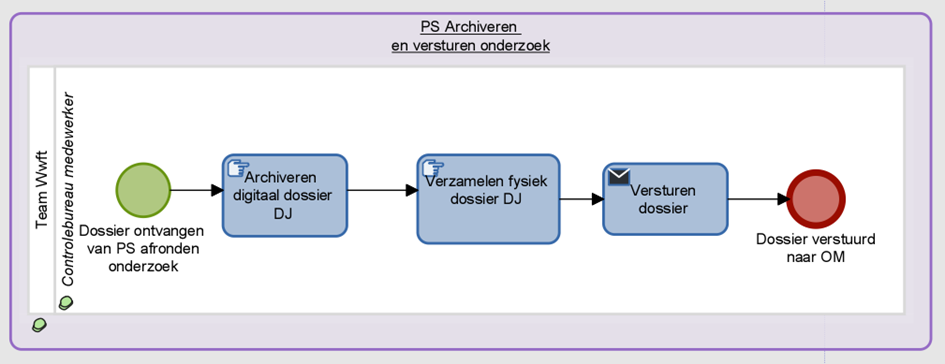 PS Archiveren
en versturen onderzoek
Team Wwft
Controlebureau medewerker
Dossier ontvangen
van PS afronden
onderzoek
Archiveren
digitaal dossier
DJ
Verzamelen fysiek
dossier DJ
Versturen
dossier
Dossier verstuurd
naar OM